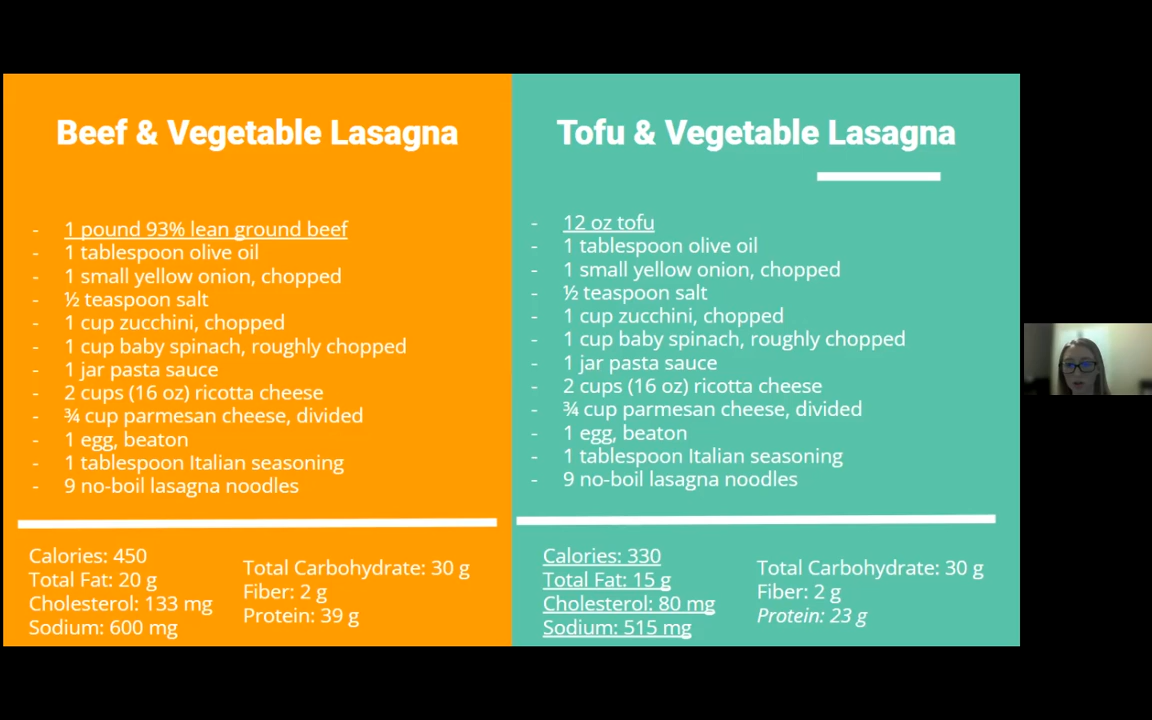 Beef & Vegetable Lasagna
- 1 pound 93% lean ground beef
- 1 tablespoon olive oil
- 1 small yellow onion, chopped
- ½ teaspoon salt
- 1 cup zucchini, chopped
- 1 cup baby spinach, roughly chopped
- 1 jar pasta sauce
- 2 cups (16 oz) ricotta cheese
- ¾ cup parmesan cheese, divided
- 1 egg, beaton
- 1 tablespoon Italian seasoning
- 9 no-boil lasagna noodles
Calories: 450
Total Fat: 20 g
Cholesterol: 133 mg
Sodium: 600 mg
Total Carbohydrate: 30 g
Fiber: 2 g
Protein: 39 g
Tofu & Vegetable Lasagna
- 12 oz tofu
- 1 tablespoon olive oil
- 1 small yellow onion, chopped
- ½ teaspoon salt
- 1 cup zucchini, chopped
- 1 cup baby spinach, roughly chopped
- 1 jar pasta sauce
- 2 cups (16 oz) ricotta cheese
- ¾ cup parmesan cheese, divided
- 1 egg, beaton
- 1 tablespoon Italian seasoning
- 9 no-boil lasagna noodles
Calories: 330
Total Fat: 15 g
Cholesterol: 80 mg
Sodium: 515 mg
Total Carbohydrate: 30 g
Fiber: 2 g
Protein: 23 g